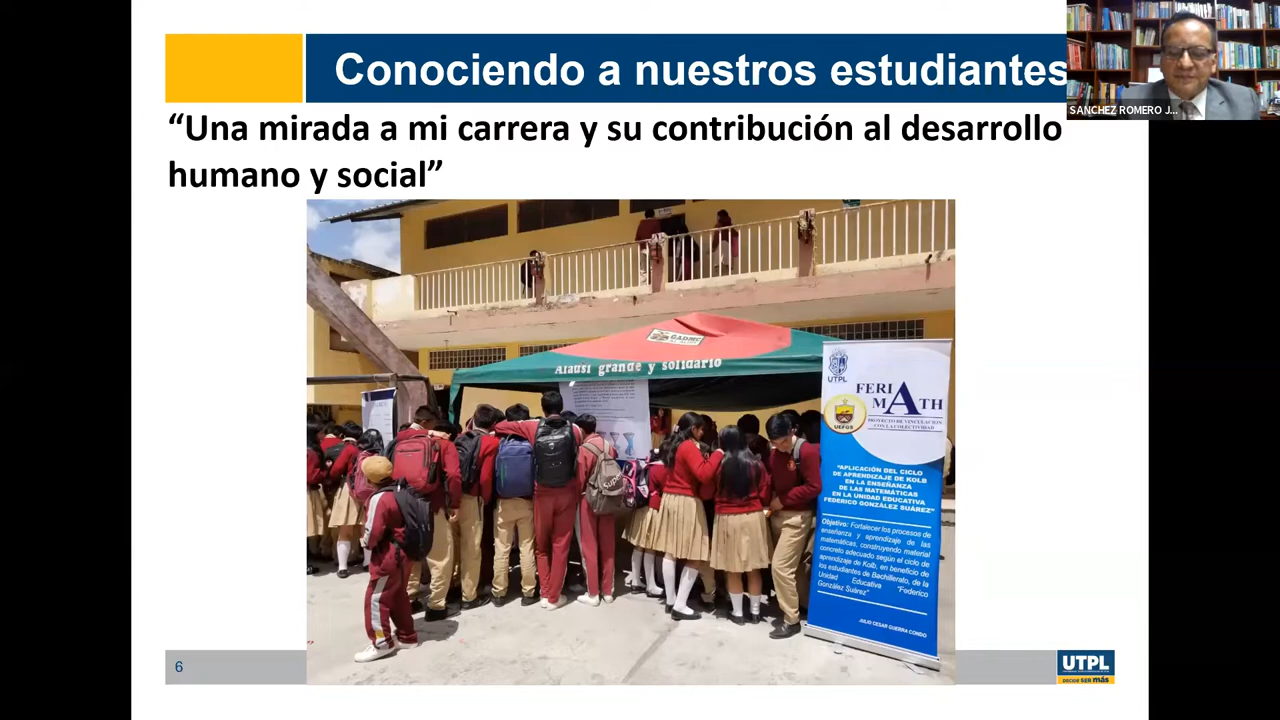 Conociendo a nuestros estudiantes
SANCHEZ ROMERO J...
“Una mirada a mi carrera y su contribución al desarrollo
humano y social”
GADMC
Alausí grande y solidario
UTPL
FERI
MATH
PROYECTO DE VINCULACIÓN
CON LA COLECTIVIDAD
UEFGS
"APLICACIÓN DEL CICLO
DE APRENDIZAJE DE KOLB
EN LA ENSEÑANZA
DE LAS MATEMÁTICAS
EN LA UNIDAD EDUCATIVA
FEDERICO GONZÁLEZ SUÁREZ"
Objetivo: Fortalecer los procesos de
enseñanza y aprendizaje de las
matemáticas, construyendo material
concreto adecuado según el ciclo de
aprendizaje de Kolb, en beneficio de
los estudiantes de Bachillerato, de la
Unidad Educativa "Federico
González Suárez"
JULIO CESAR GUERRA CONDO
6
UTPL
DECIDE SER más